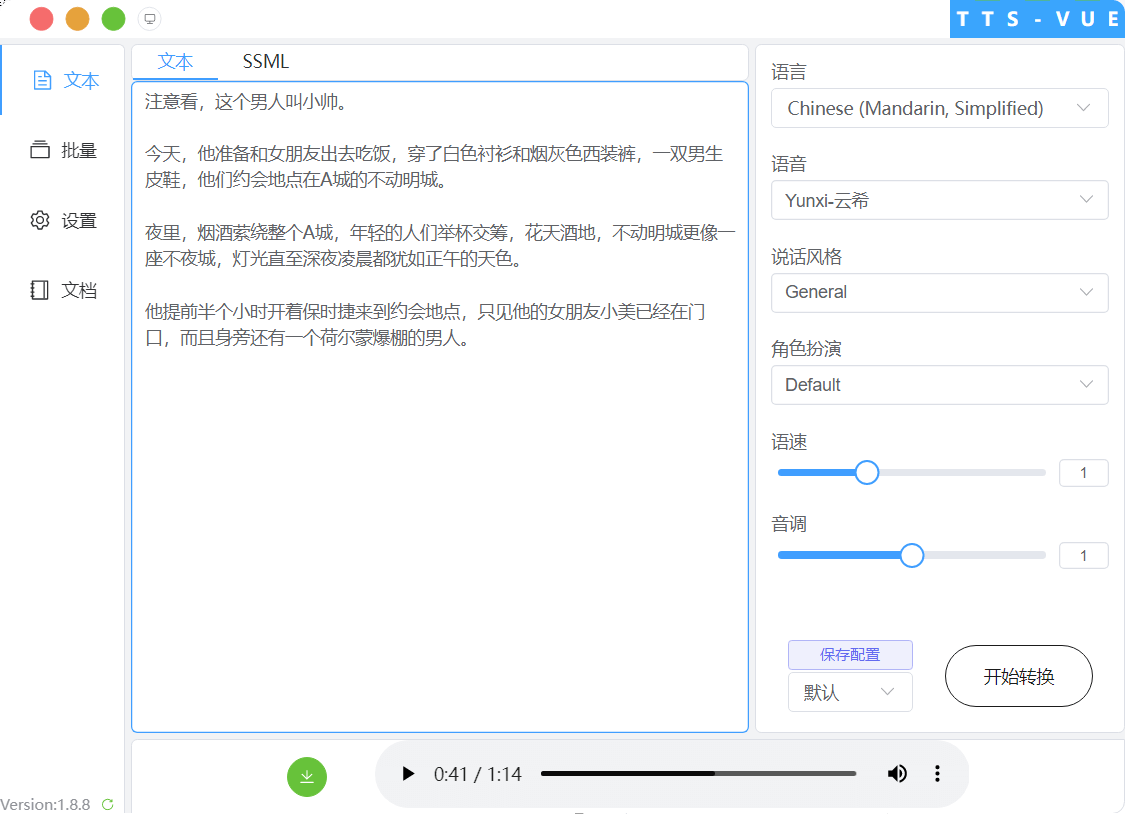 TTS-VUE
文本
批量
设置
文档
Version:1.8.8
文本 SSML
注意看，这个男人叫小帅。
今天，他准备和女朋友出去吃饭，穿了白色衬衫和烟灰色西装裤，一双男生
皮鞋，他们约会地点在A城的不动明城。
夜里，烟酒萦绕整个A城，年轻的人们举杯交筹，花天酒地，不动明城更像一
座不夜城，灯光直至深夜凌晨都犹如正午的天色。
他提前半个小时开着保时捷来到约会地点，只见他的女朋友小美已经在门
口，而且身旁还有一个荷尔蒙爆棚的男人。
语言
Chinese (Mandarin, Simplified)
语音
Yunxi-云希
说话风格
General
角色扮演
Default
语速
1
音调
1
保存配置
默认
开始转换
0:41 / 1:14